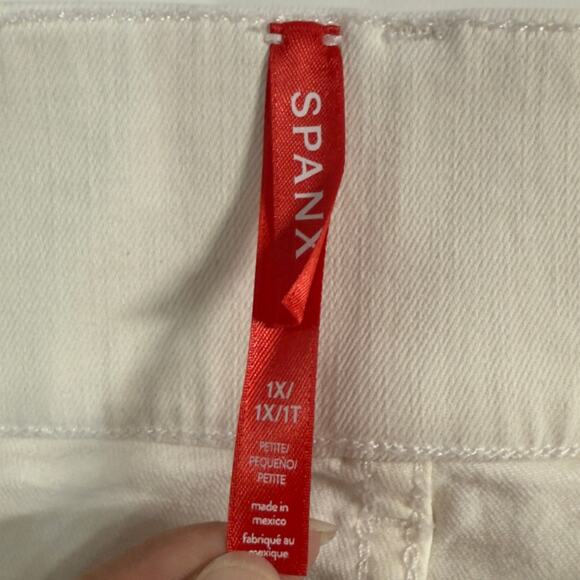 SPANX
1X/
1X/1T
PETITE/
PEQUEÑO/
PETITE
made in
mexico
fabriqué au
mexique